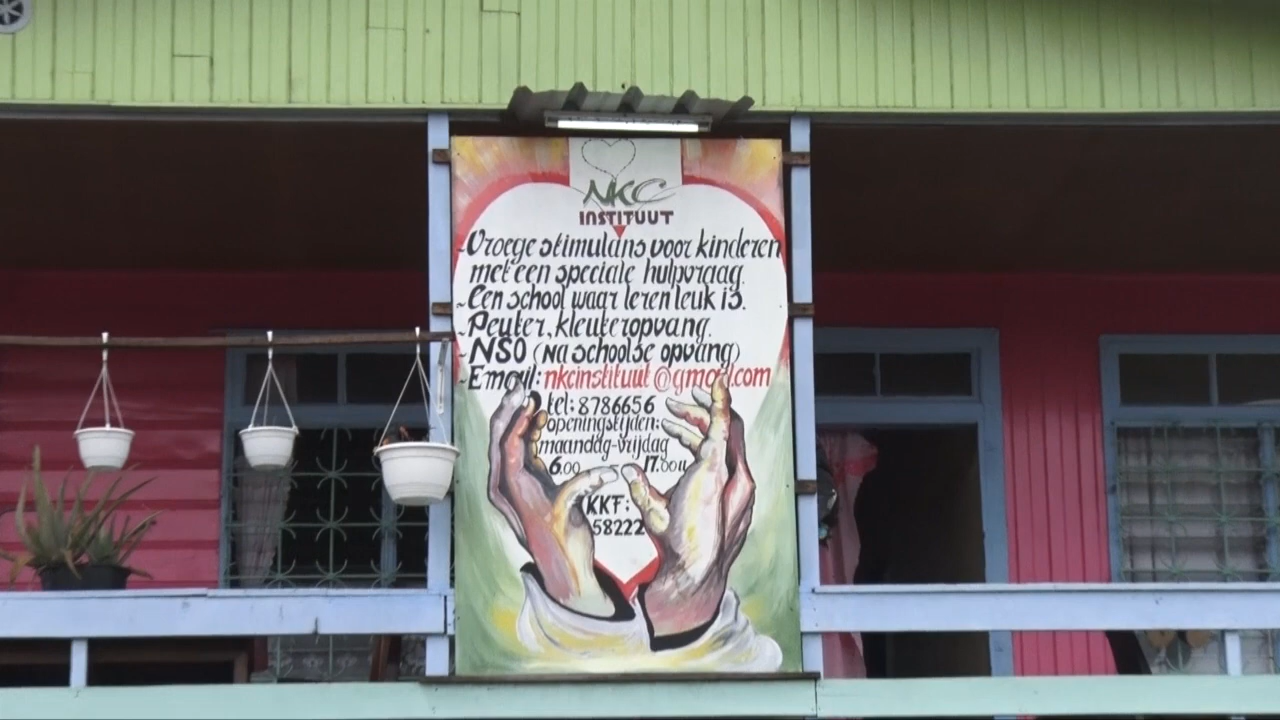 NKC
INSTITUUT
~Vroege stimulans voor kinderen
met een speciale hulpvraag.
~Een school waar leren leuk is.
~Peuter, kleuteropvang.
~NSO (Na schoolse opvang)
~Email: nkcinstituut@gmail.com
tel: 8786656
openingstijden:
maandag-vrijdag
6.00 17.00u
KKF:
58222